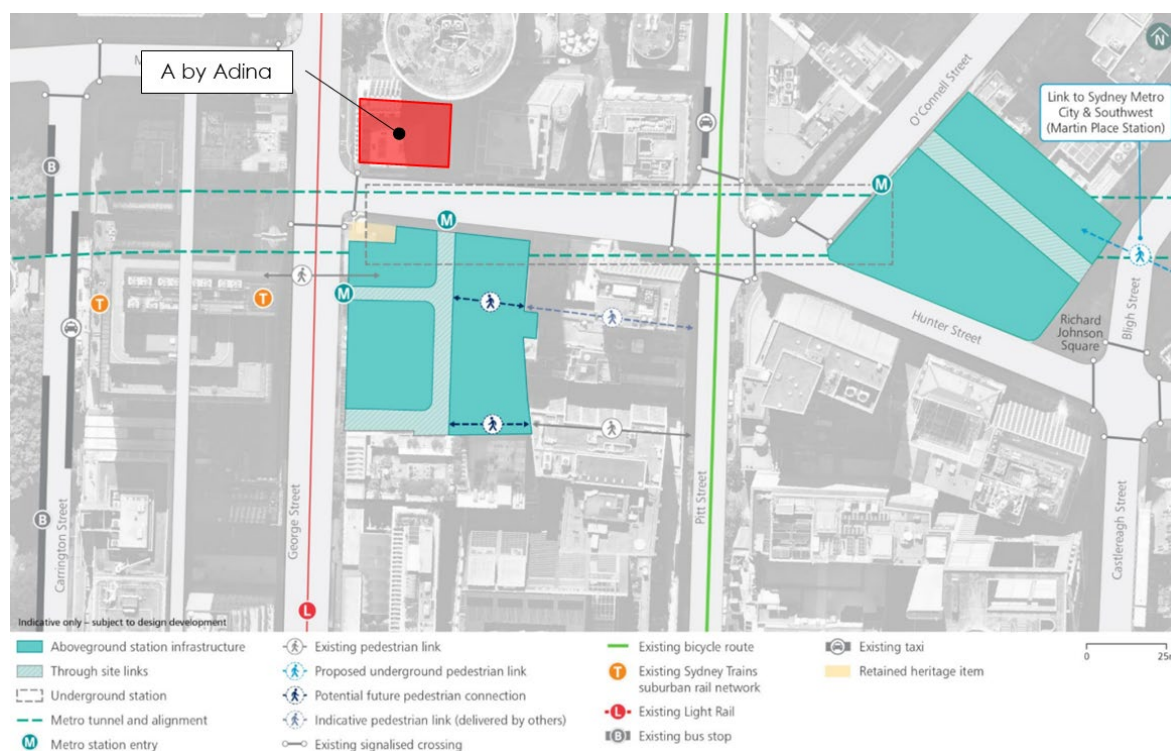 A by Adina
M
N
O'Connell Street
Link to Sydney Metro
City & Southwest
(Martin Place Station)
B
M
M
M
T
T
Hunter Street
Richard
Johnson
Square
Bligh Street
Carrington Street
George Street
Pitt Street
Castlereagh Street
B
L
Indicative only – subject to design development
Aboveground station infrastructure
Through site links
Underground station
Metro tunnel and alignment
M Metro station entry
Existing pedestrian link
Proposed underground pedestrian link
Potential future pedestrian connection
Indicative pedestrian link (delivered by others)
Existing signalised crossing
Existing bicycle route
T Existing Sydney Trains
suburban rail network
L Existing Light Rail
B Existing bus stop
Existing taxi
Retained heritage item
0 25